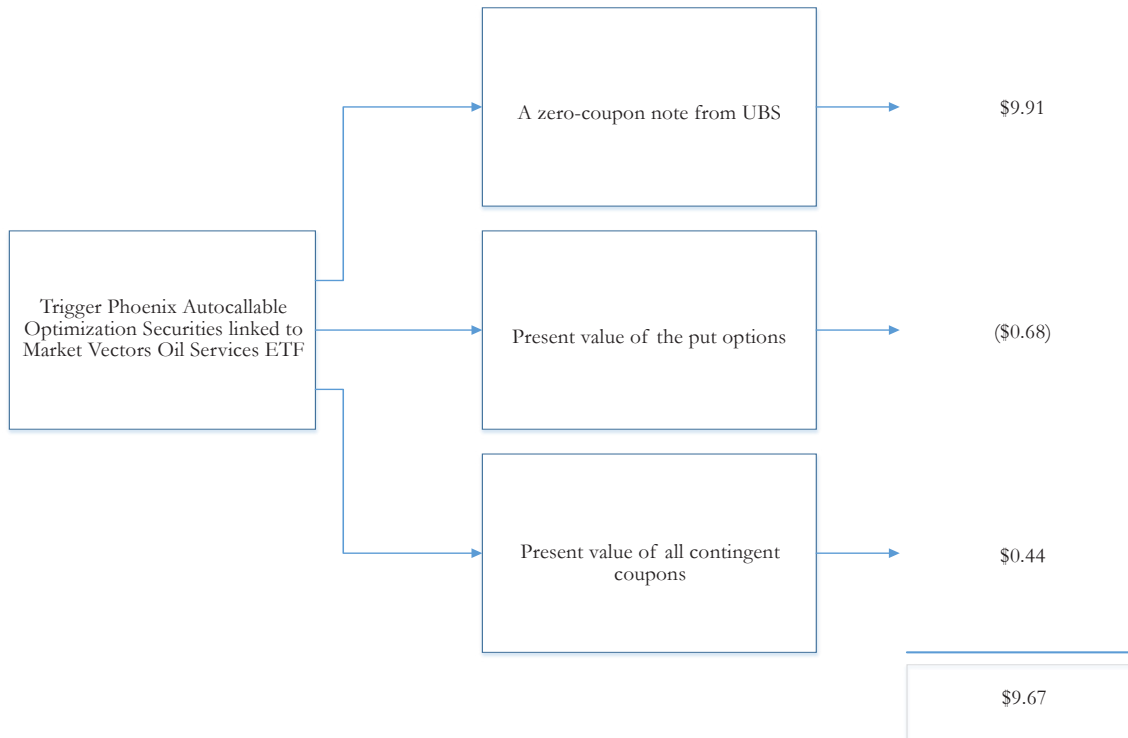 A zero-coupon note from UBS
$9.91
Trigger Phoenix Autocallable
Optimization Securities linked to
Market Vectors Oil Services ETF
Present value of the put options
($0.68)
Present value of all contingent
coupons
$0.44
$9.67